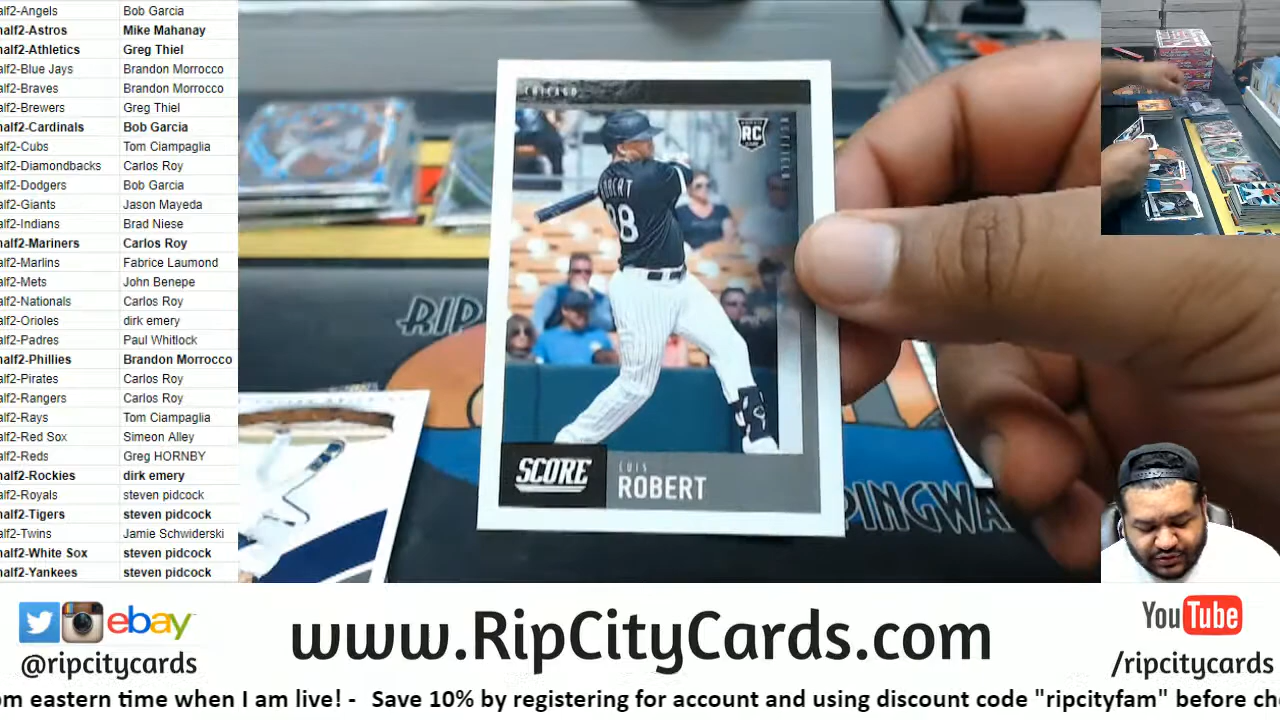 alf2-Angels Bob Garcia
half2-Astros Mike Mahanay
half2-Athletics Greg Thiel
alf2-Blue Jays Brandon Morrocco
alf2-Braves Brandon Morrocco
alf2-Brewers Greg Thiel
half2-Cardinals Bob Garcia
alf2-Cubs Tom Ciampaglia
alf2-Diamondbacks Carlos Roy
alf2-Dodgers Bob Garcia
alf2-Giants Jason Mayeda
alf2-Indians Brad Niese
half2-Mariners Carlos Roy
alf2-Marlins Fabrice Laumond
alf2-Mets John Benepe
alf2-Nationals Carlos Roy
alf2-Orioles dirk emery
alf2-Padres Paul Whitlock
half2-Phillies Brandon Morrocco
alf2-Pirates Carlos Roy
alf2-Rangers Carlos Roy
alf2-Rays Tom Ciampaglia
alf2-Red Sox Simeon Alley
alf2-Reds Greg HORNBY
half2-Rockies dirk emery
alf2-Royals steven pidcock
half2-Tigers steven pidcock
alf2-Twins Jamie Schwiderski
half2-White Sox steven pidcock
half2-Yankees steven pidcock
CHICAGO
RC
ROBERT
88
SCORE
LUIS
ROBERT
RIP
PINGWA
ebay
@ripcitycards
www.RipCityCards.com
YouTube
/ripcitycards
om eastern time when I am live! - Save 10% by registering for account and using discount code "ripcityfam" before che